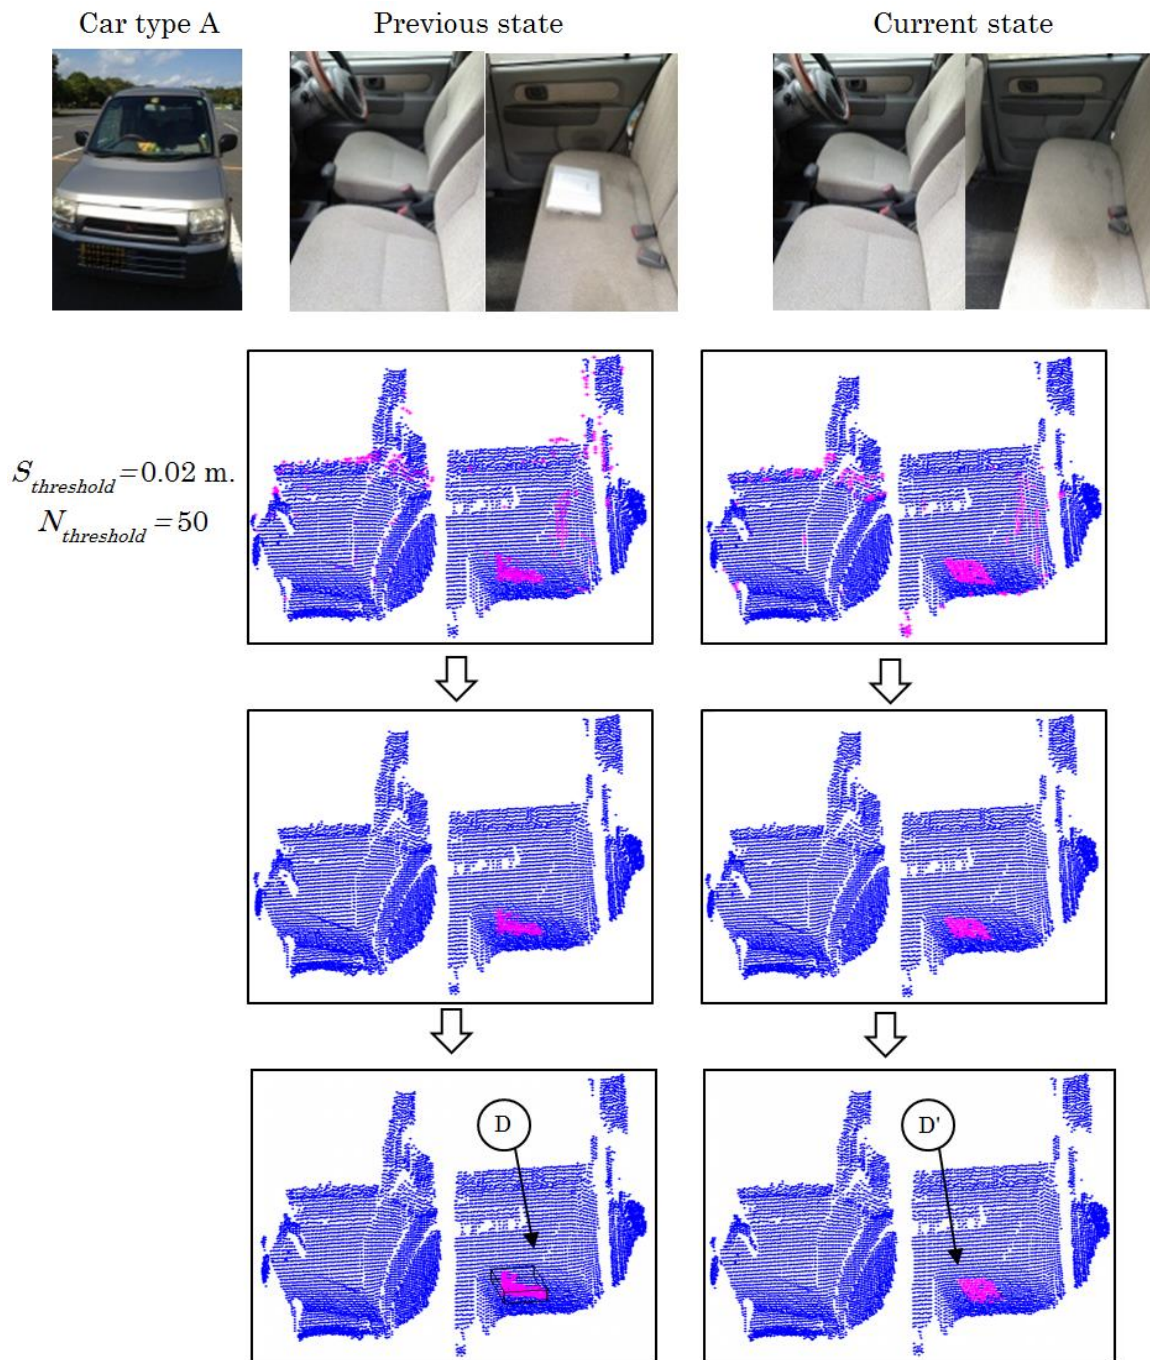 Car type A
Previous state
Current state
S_threshold = 0.02 m.
N_threshold = 50
D
D'